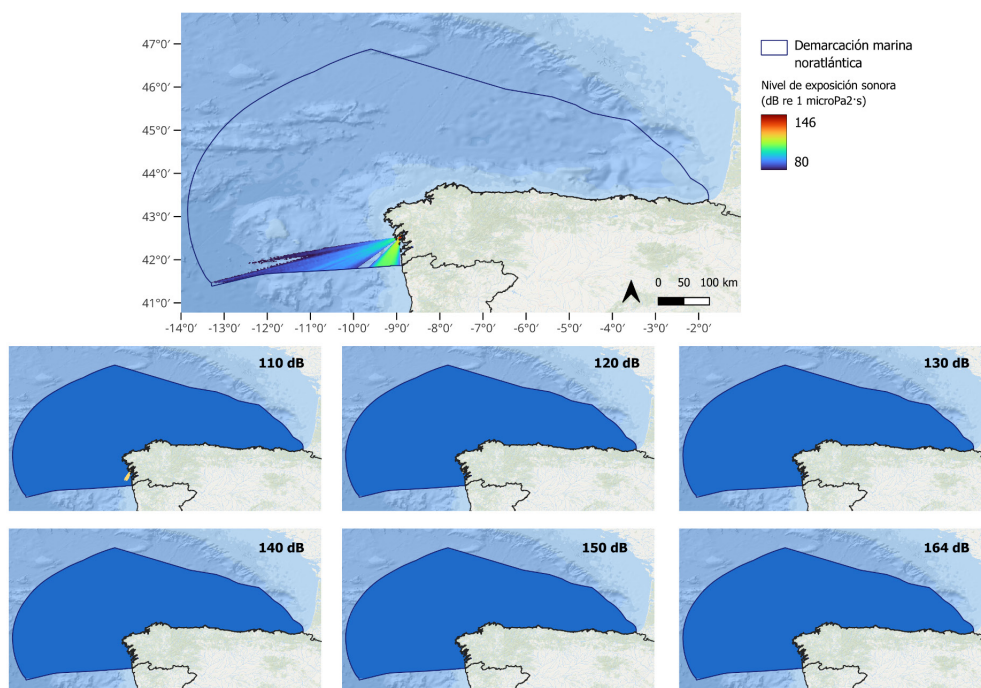 47°0′
46°0′
45°0′
44°0′
43°0′
42°0′
41°0′
-14°0′ -13°0′ -12°0′ -11°0′ -10°0′ -9°0′ -8°0′ -7°0′ -6°0′ -5°0′ -4°0′ -3°0′ -2°0′
0 50 100 km
Demarcación marina
noratlántica
Nivel de exposición sonora
(dB re 1 microPa2·s)
146
80
110 dB
120 dB
130 dB
140 dB
150 dB
164 dB